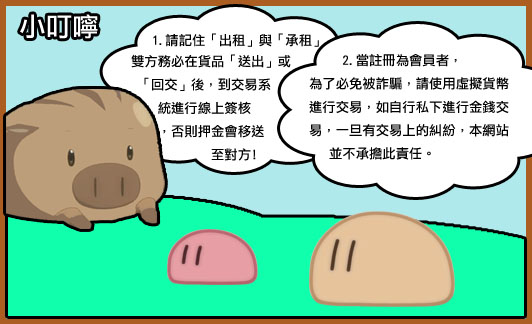 小叮嚀
1.請記住「出租」與「承租」
雙方務必在貨品「送出」或
「回交」後，到交易系
統進行線上簽核
，否則押金會移送
至對方!
2.當註冊為會員者，
為了必免被詐騙，請使用虛擬貨幣
進行交易，如自行私下進行金錢交
易，一旦有交易上的糾紛，本網站
並不承擔此責任。